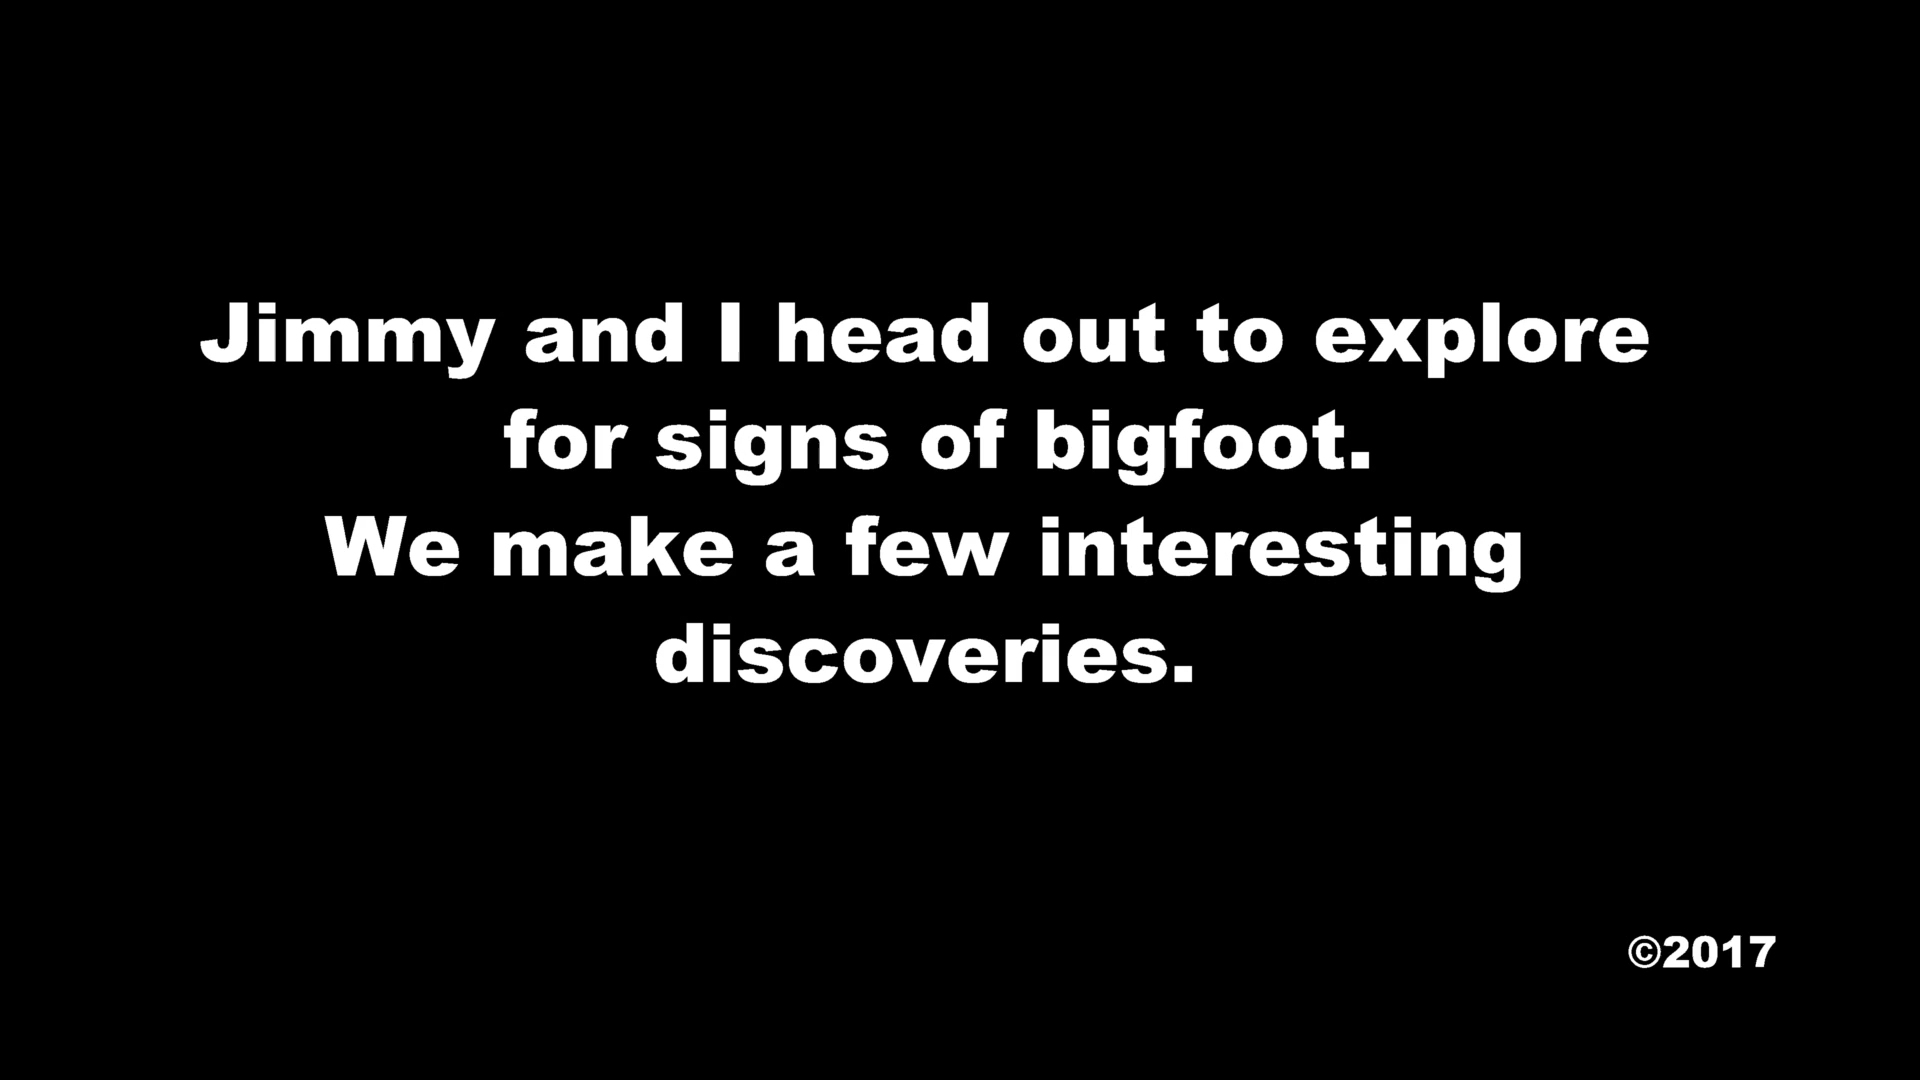 Jimmy and I head out to explore
for signs of bigfoot.
We make a few interesting
discoveries.
©2017